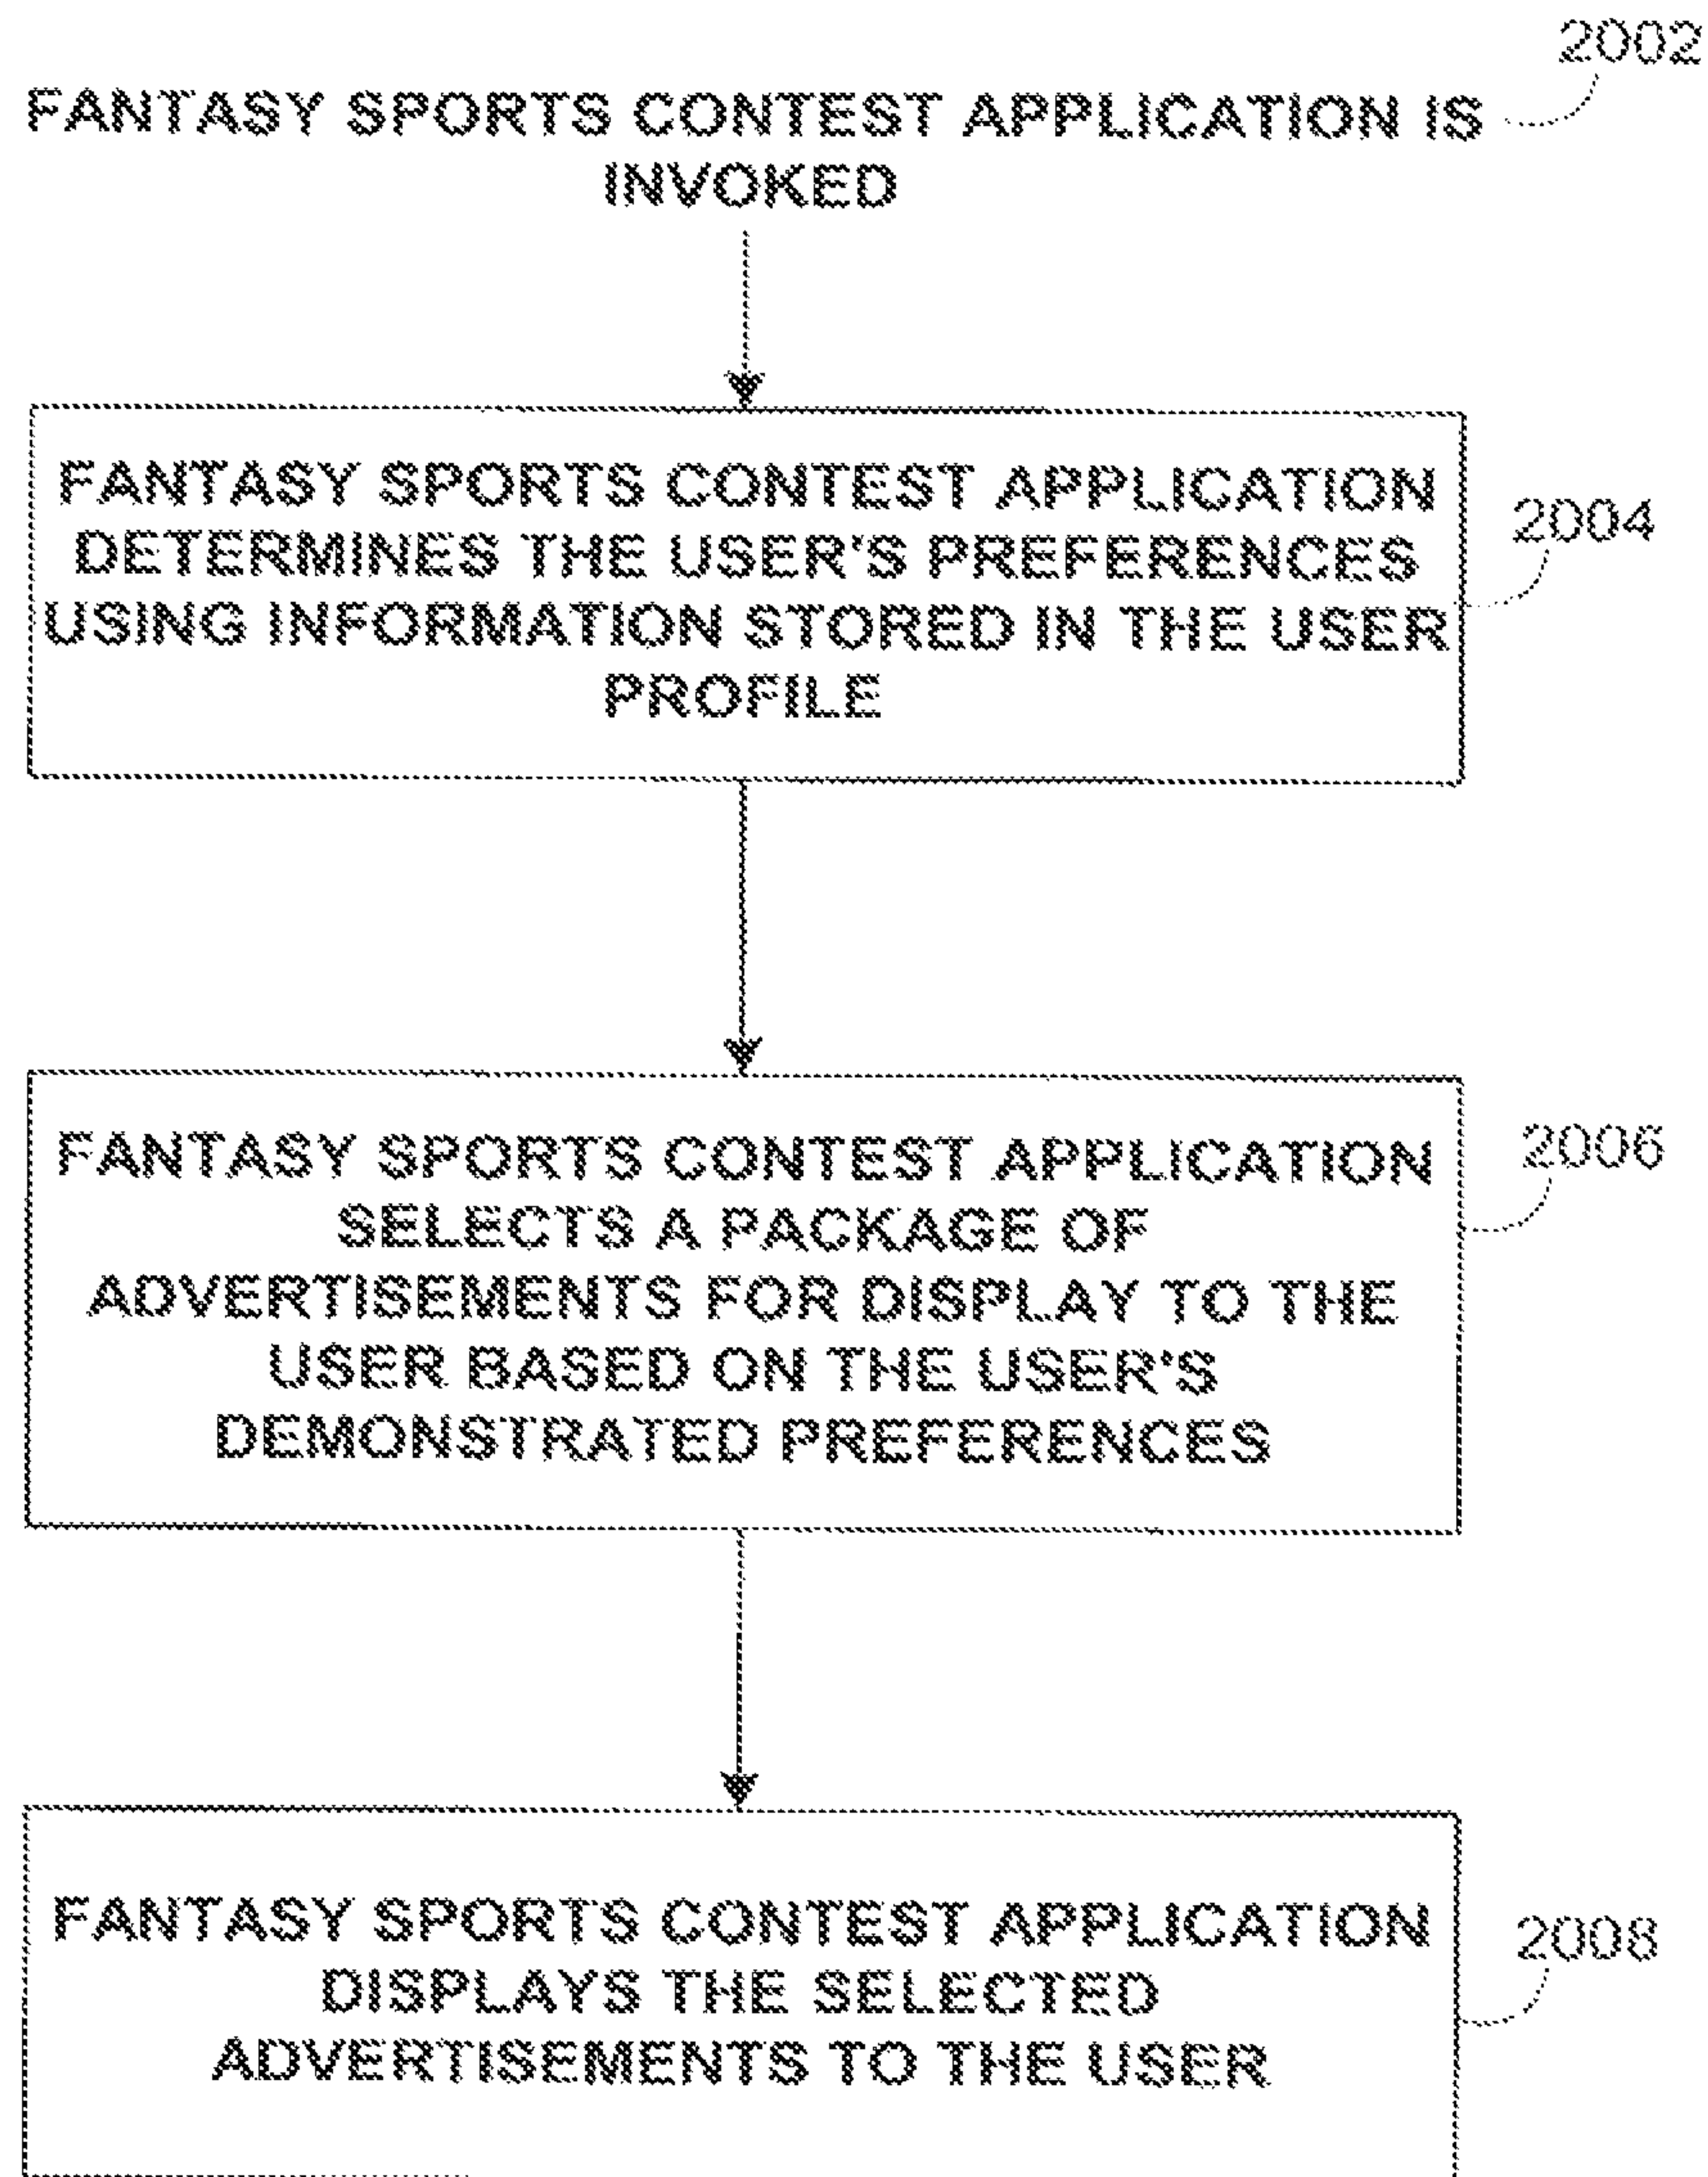 2002
FANTASY SPORTS CONTEST APPLICATION IS
INVOKED
FANTASY SPORTS CONTEST APPLICATION
DETERMINES THE USER'S PREFERENCES
USING INFORMATION STORED IN THE USER
PROFILE
2004
FANTASY SPORTS CONTEST APPLICATION
SELECTS A PACKAGE OF
ADVERTISEMENTS FOR DISPLAY TO THE
USER BASED ON THE USER'S
DEMONSTRATED PREFERENCES
2006
FANTASY SPORTS CONTEST APPLICATION
DISPLAYS THE SELECTED
ADVERTISEMENTS TO THE USER
2008